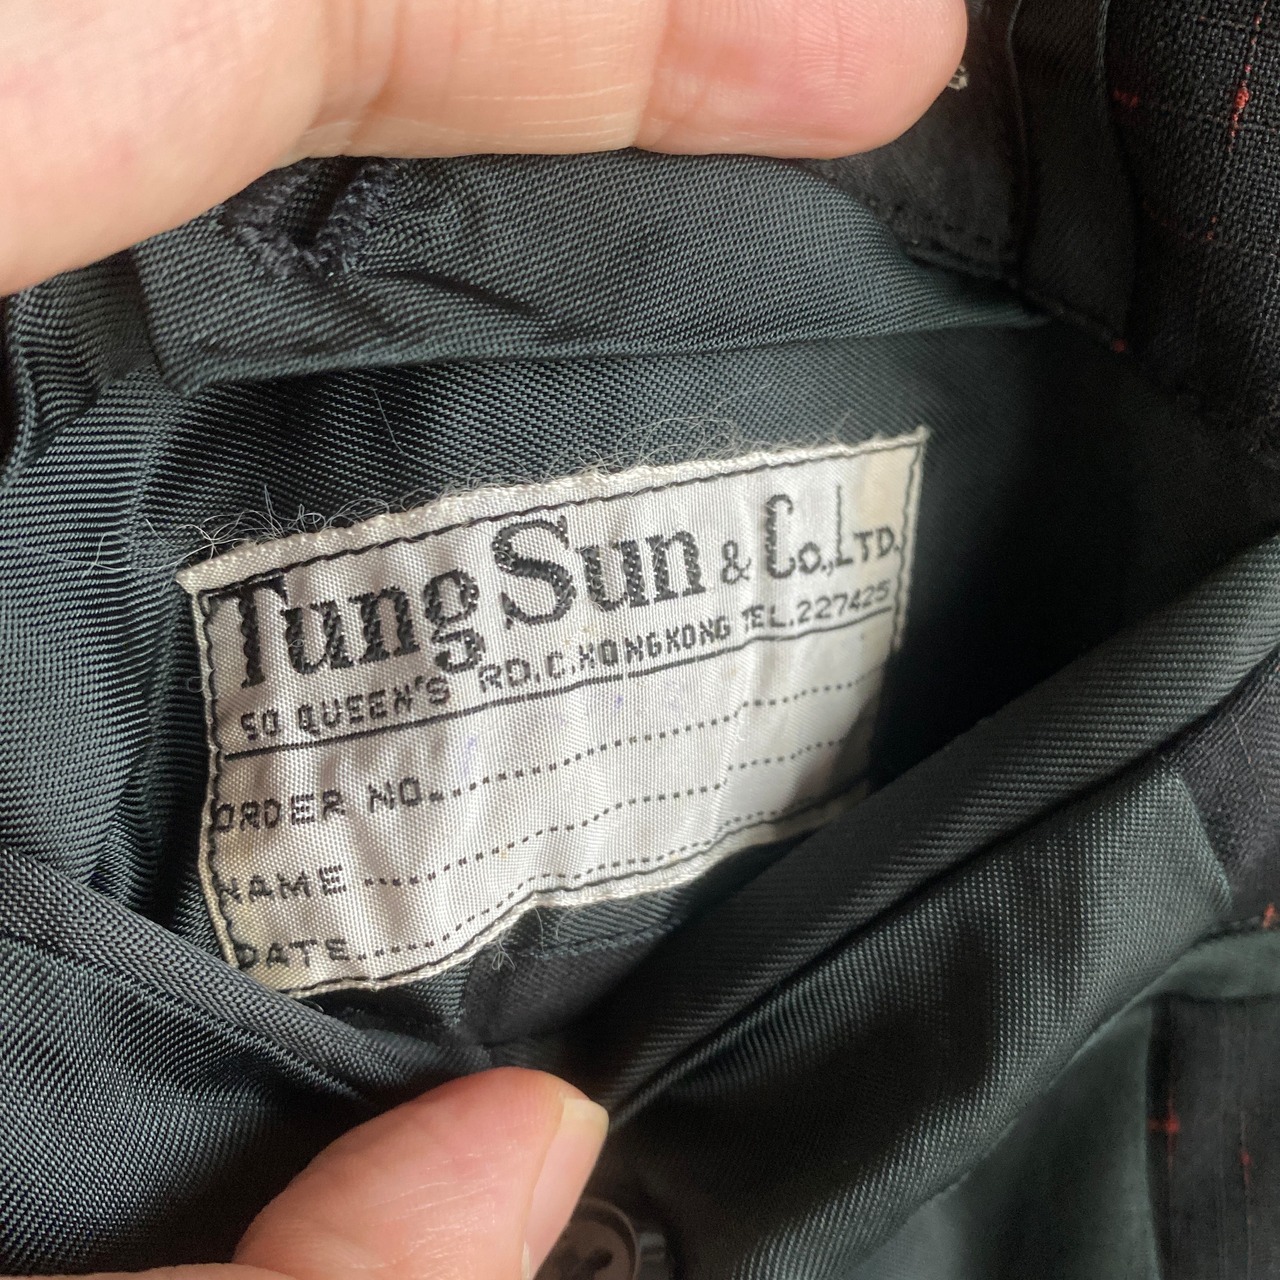 Tung Sun & Co., LTD.
50 QUEEN'S RD. C. HONGKONG TEL. 227425
ORDER NO.
NAME
DATE